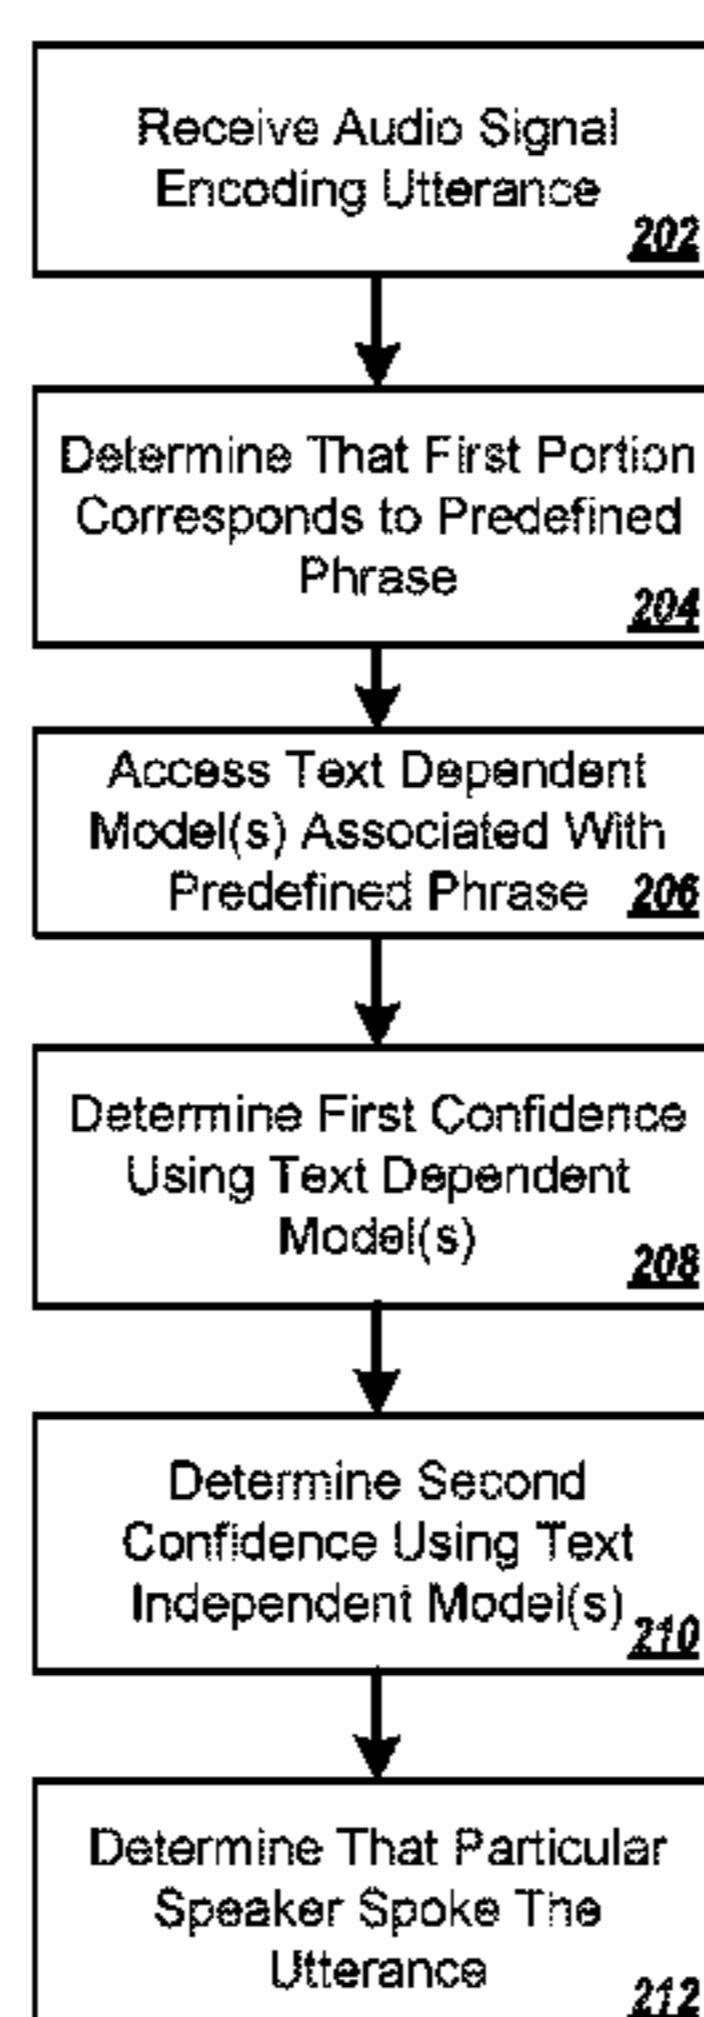 Receive Audio Signal
Encoding Utterance
202
Determine That First Portion
Corresponds to Predefined
Phrase
204
Access Text Dependent
Model(s) Associated With
Predefined Phrase 206
Determine First Confidence
Using Text Dependent
Model(s)
208
Determine Second
Confidence Using Text
Independent Model(s) 210
Determine That Particular
Speaker Spoke The
Utterance
212